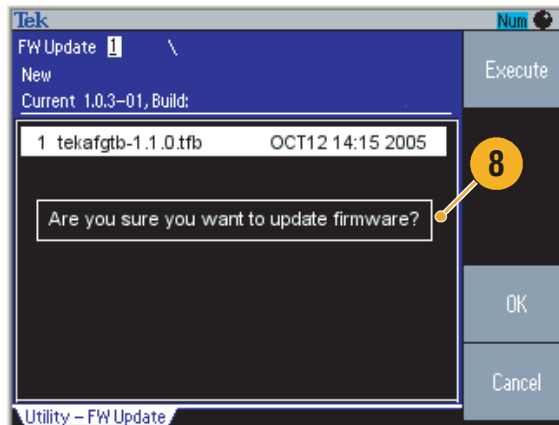 Tek
Num
FW Update 1 \
New
Current 1.0.3-01, Build:
Execute
1 tekafgtb-1.1.0.tfb OCT12 14:15 2005
8
Are you sure you want to update firmware?
OK
Cancel
Utility – FW Update